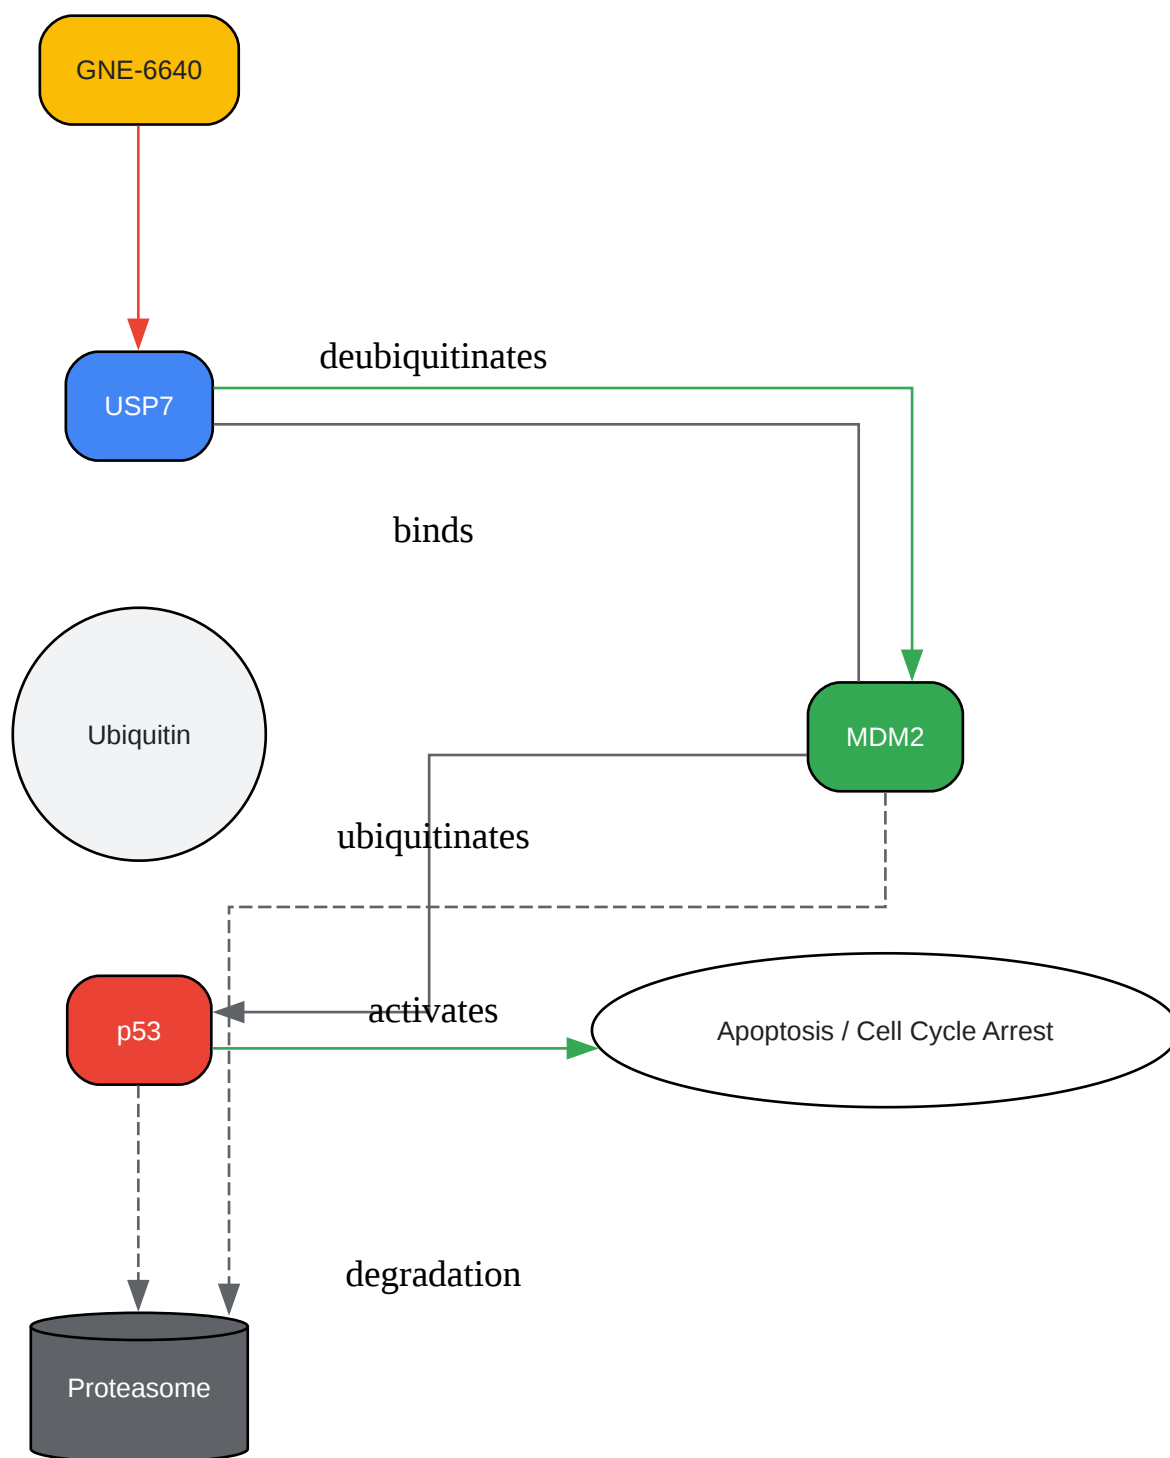 GNE-6640
deubiquitinates
USP7
binds
Ubiquitin
MDM2
ubiquitinates
activates
p53
Apoptosis / Cell Cycle Arrest
degradation
Proteasome